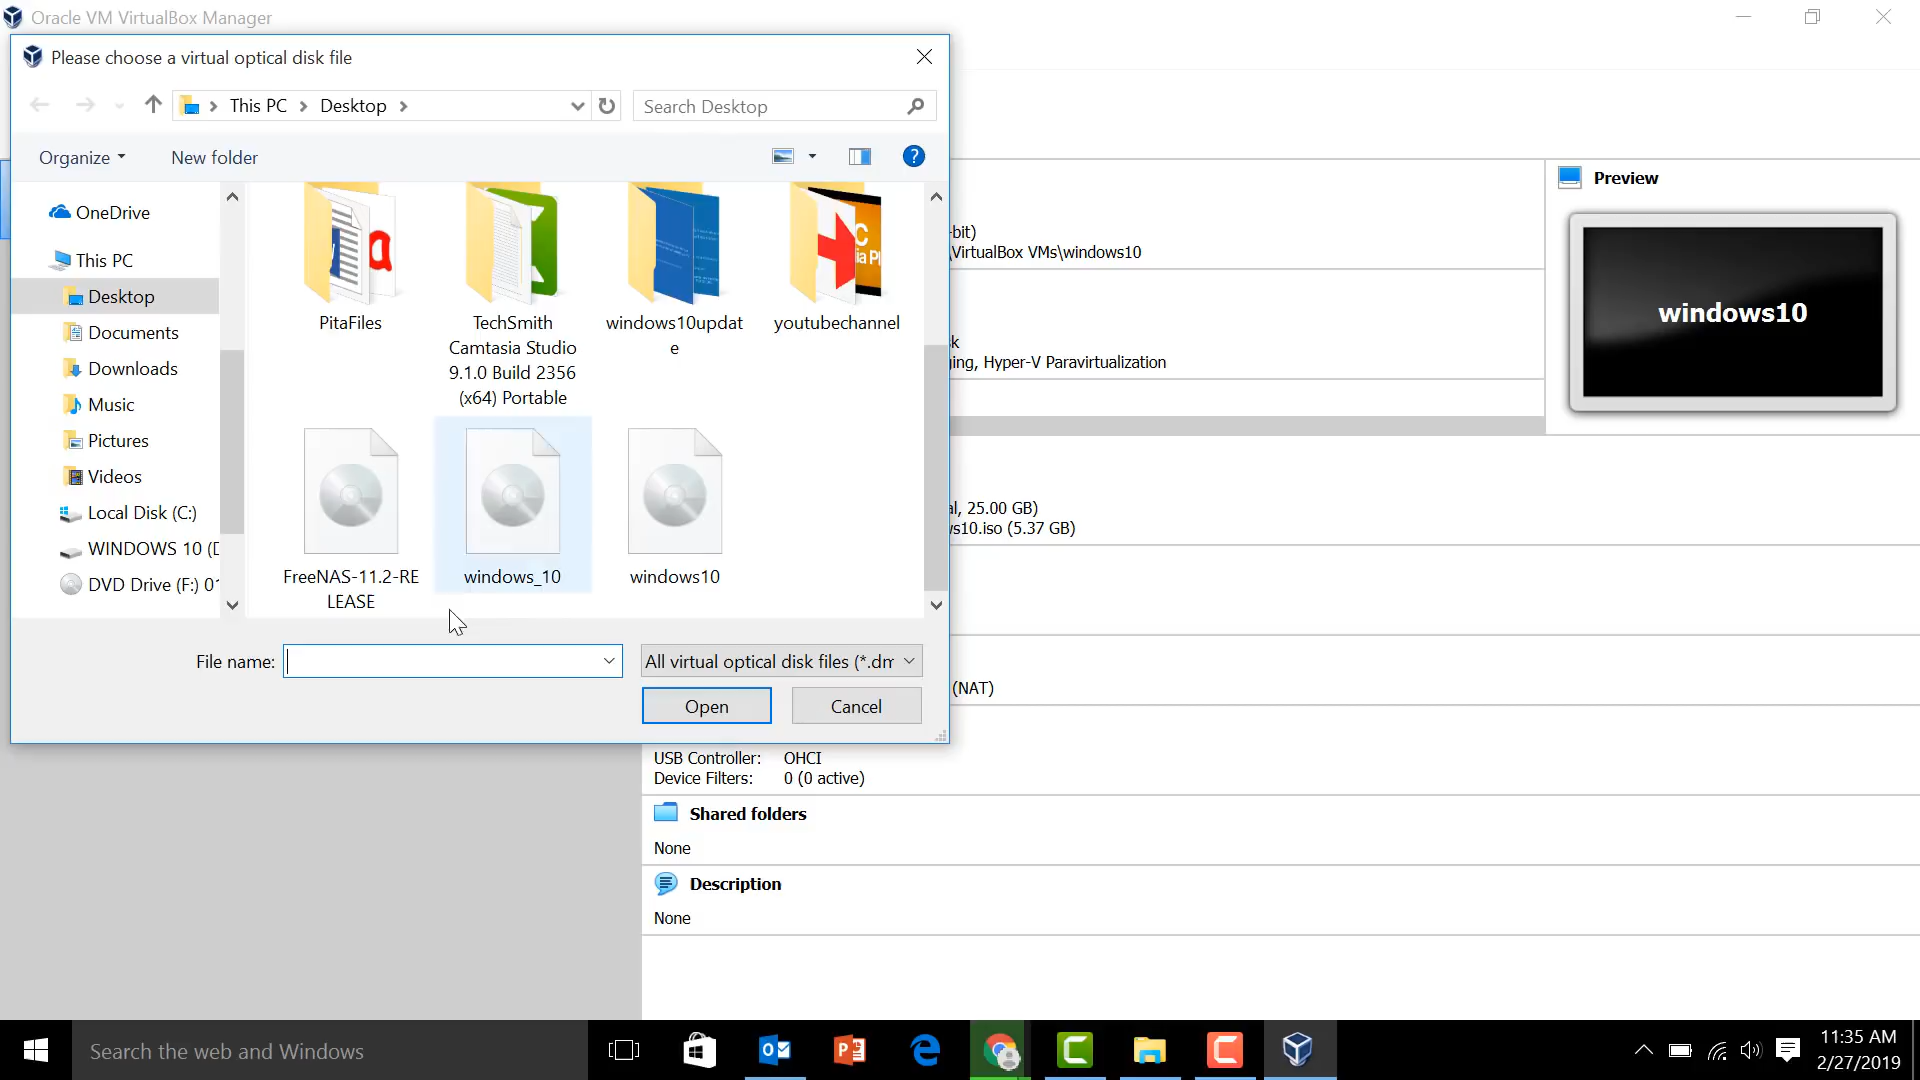 Oracle VM VirtualBox Manager
Please choose a virtual optical disk file
This PC
Desktop
Search Desktop
Organize
New folder
OneDrive
This PC
Desktop
Documents
Downloads
Music
Pictures
Videos
Local Disk (C:)
WINDOWS 10 (D
DVD Drive (F:) 01
PitaFiles
TechSmith
Camtasia Studio
9.1.0 Build 2356
(x64) Portable
windows10updat
e
youtubechannel
FreeNAS-11.2-RE
LEASE
windows_10
windows10
File name:
All virtual optical disk files (*.dm
Open
Cancel
-bit)
\VirtualBox VMs\windows10
Preview
windows10
sk
ging, Hyper-V Paravirtualization
al, 25.00 GB)
ws10.iso (5.37 GB)
(NAT)
USB Controller: OHCI
Device Filters: 0 (0 active)
Shared folders
None
Description
None
Search the web and Windows
11:35 AM
2/27/2019